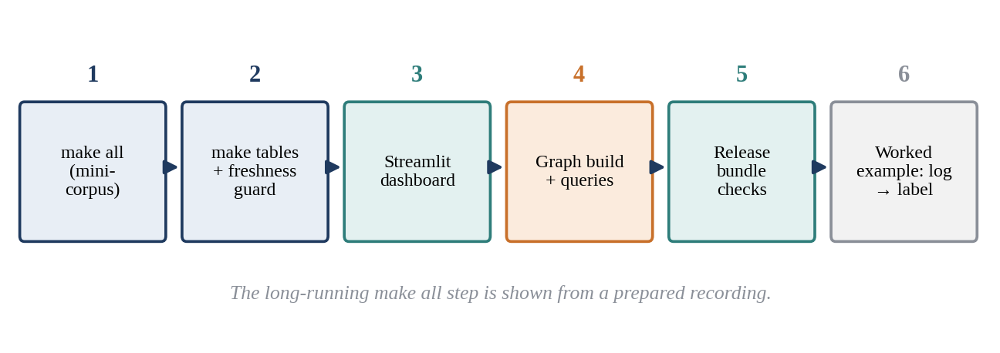 1
2
3
4
5
6
make all
(mini-
corpus)
make tables
+ freshness
guard
Streamlit
dashboard
Graph build
+ queries
Release
bundle
checks
Worked
example: log
→ label
The long-running make all step is shown from a prepared recording.